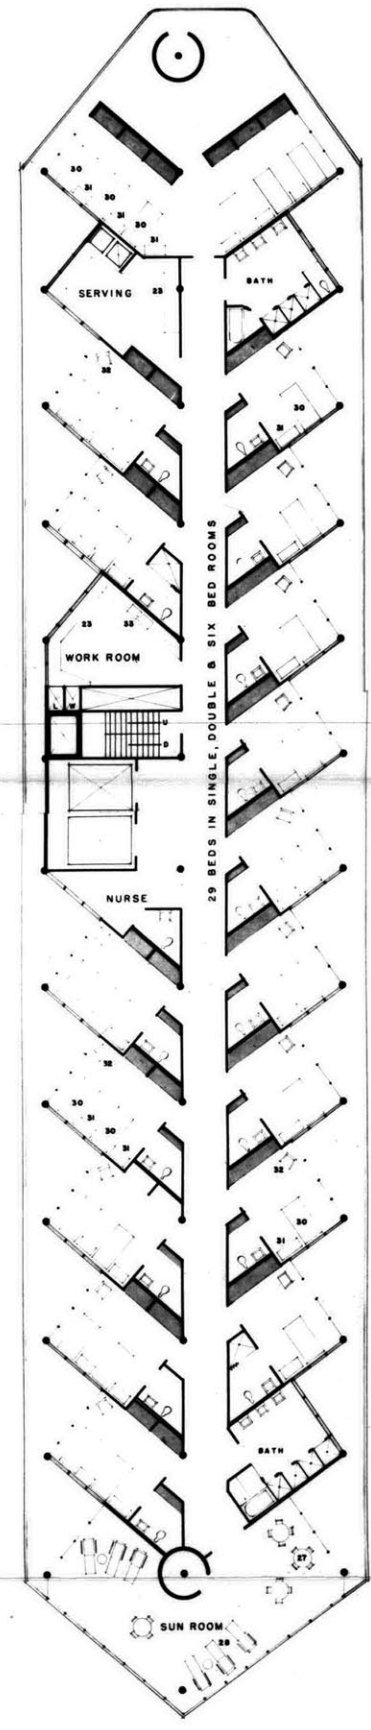 30
31
30
31
30
31
SERVING
23
BATH
32
30
31
29 BEDS IN SINGLE, DOUBLE & SIX BED ROOMS
23
33
WORK ROOM
U
D
NURSE
32
30
31
30
31
32
30
31
BATH
27
SUN ROOM
28